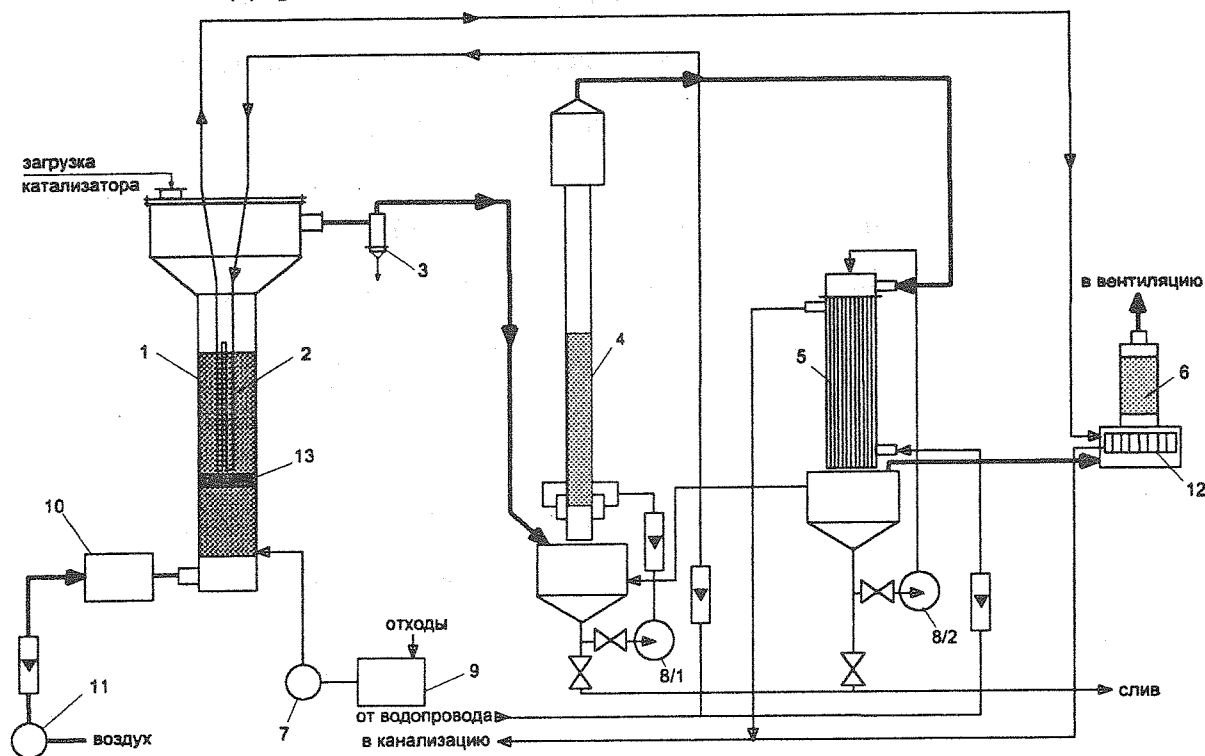 загрузка
катализатора
3
в вентиляцию
1
2
4
5
6
13
12
10
отходы
8/2
9
8/1
11
7
слив
от водопровода
воздух
в канализацию